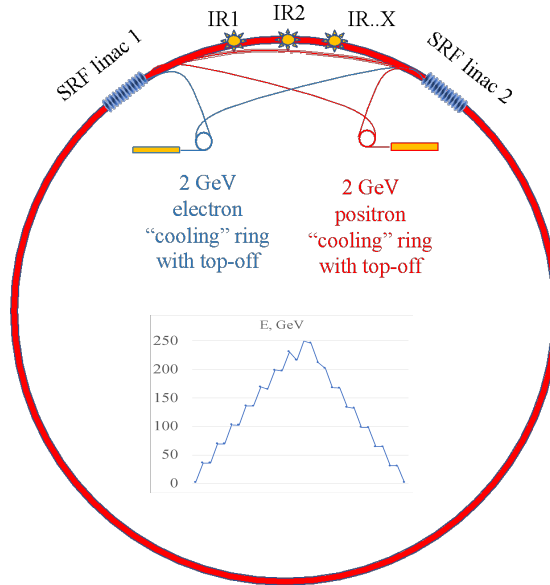 IR1
IR2
IR..X
SRF linac 1
SRF linac 2
2 GeV
electron
“cooling” ring
with top-off
2 GeV
positron
“cooling” ring
with top-off
E, GeV
250
200
150
100
50
0